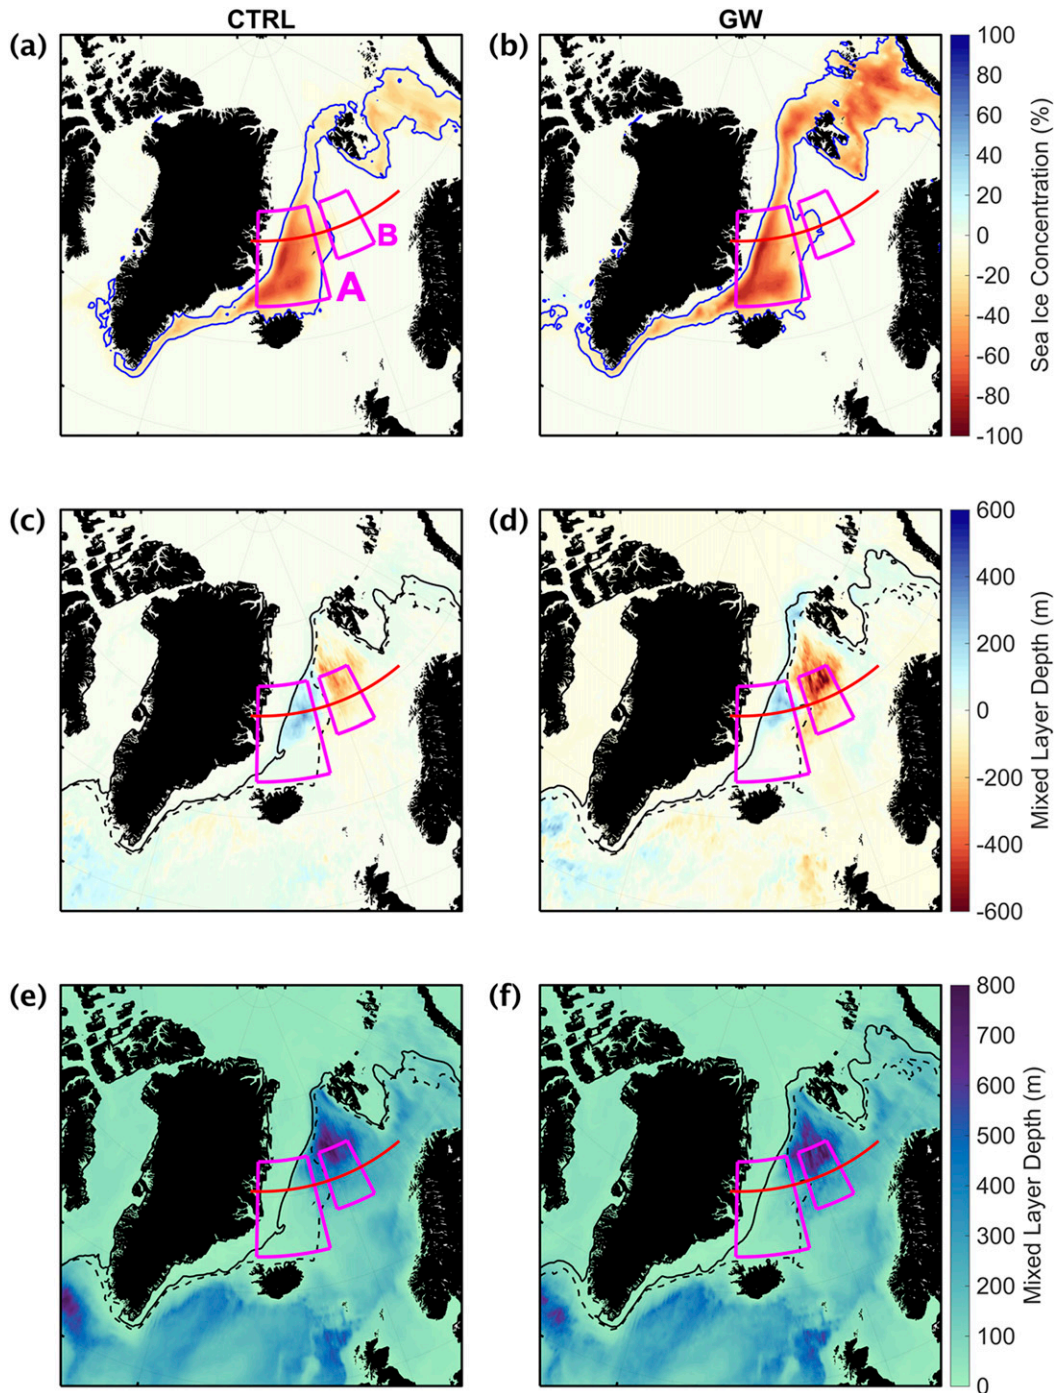 CTRL
GW
(a)
(b)
B
A
100
80
60
40
20
0
-20
-40
-60
-80
-100
Sea Ice Concentration (%)
(c)
(d)
600
400
200
0
-200
-400
-600
Mixed Layer Depth (m)
(e)
(f)
800
700
600
500
400
300
200
100
0
Mixed Layer Depth (m)